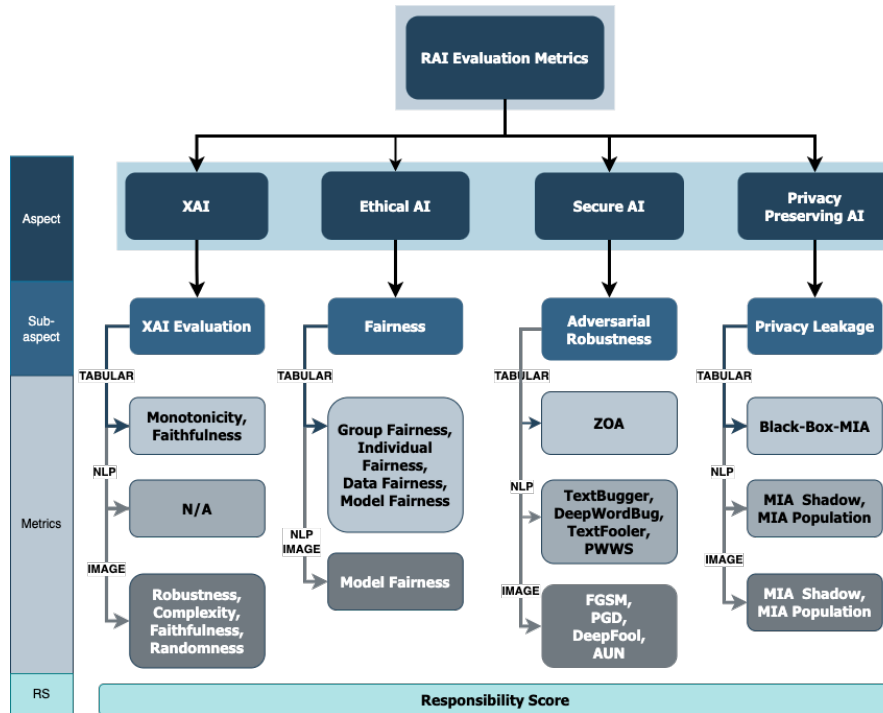 RAI Evaluation Metrics
Aspect
XAI
Ethical AI
Secure AI
Privacy
Preserving AI
Sub-
aspect
XAI Evaluation
Fairness
Adversarial
Robustness
Privacy Leakage
TABULAR
TABULAR
TABULAR
TABULAR
Metrics
Monotonicity,
Faithfulness
NLP
N/A
IMAGE
Robustness,
Complexity,
Faithfulness,
Randomness
Group Fairness,
Individual
Fairness,
Data Fairness,
Model Fairness
NLP
IMAGE
Model Fairness
ZOA
NLP
TextBugger,
DeepWordBug,
TextFooler,
PWWS
IMAGE
FGSM,
PGD,
DeepFool,
AUN
Black-Box-MIA
NLP
MIA Shadow,
MIA Population
IMAGE
MIA Shadow,
MIA Population
RS
Responsibility Score